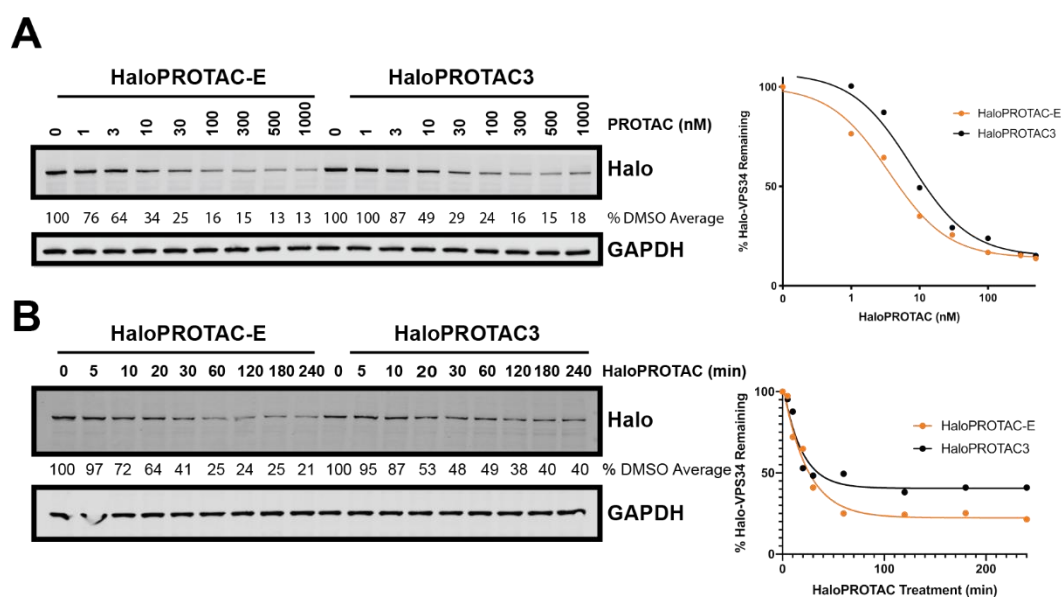 A
HaloPROTAC-E HaloPROTAC3
0 1 3 10 30 100 300 500 1000 0 1 3 10 30 100 300 500 1000 PROTAC (nM)
Halo
100 76 64 34 25 16 15 13 13 100 100 87 49 29 24 16 15 18 % DMSO Average
GAPDH
% Halo-VPS34 Remaining
100
50
0
0 1 10 100
HaloPROTAC (nM)
HaloPROTAC-E
HaloPROTAC3
B
HaloPROTAC-E HaloPROTAC3
0 5 10 20 30 60 120 180 240 0 5 10 20 30 60 120 180 240 HaloPROTAC (min)
Halo
100 97 72 64 41 25 24 25 21 100 95 87 53 48 49 38 40 40 % DMSO Average
GAPDH
% Halo-VPS34 Remaining
100
50
0
0 100 200
HaloPROTAC Treatment (min)
HaloPROTAC-E
HaloPROTAC3